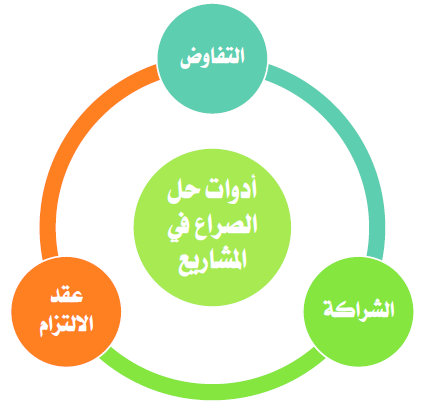 التفاوض
أدوات حل
الصراع في
المشاريع
الشراكة
عقد
الالتزام